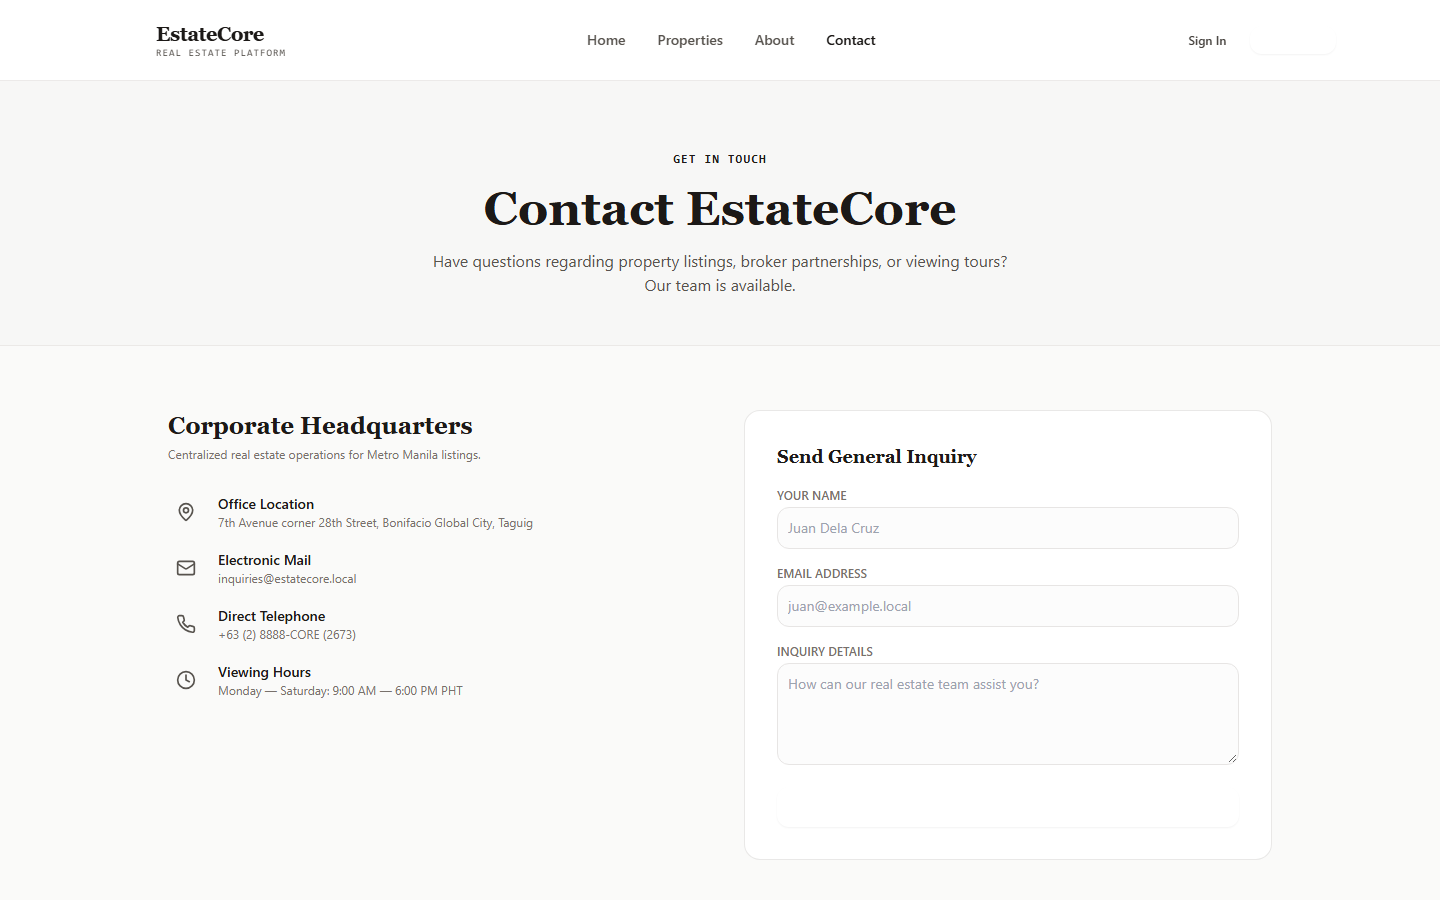 EstateCore
REAL ESTATE PLATFORM
Home
Properties
About
Contact
Sign In
GET IN TOUCH
Contact EstateCore
Have questions regarding property listings, broker partnerships, or viewing tours?
Our team is available.
Corporate Headquarters
Centralized real estate operations for Metro Manila listings.
Office Location
7th Avenue corner 28th Street, Bonifacio Global City, Taguig
Electronic Mail
inquiries@estatecore.local
Direct Telephone
+63 (2) 8888-CORE (2673)
Viewing Hours
Monday — Saturday: 9:00 AM — 6:00 PM PHT
Send General Inquiry
YOUR NAME
Juan Dela Cruz
EMAIL ADDRESS
juan@example.local
INQUIRY DETAILS
How can our real estate team assist you?